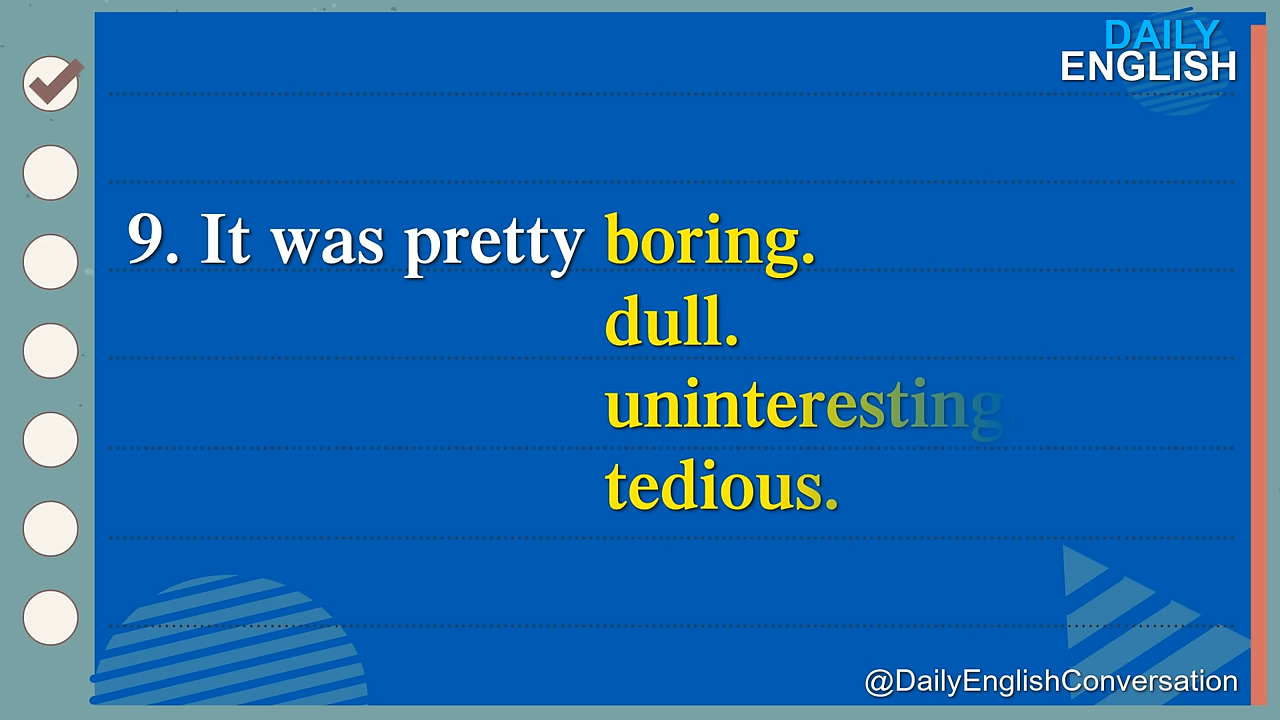 DAILY
ENGLISH
9. It was pretty boring.
dull.
uninteresting.
tedious.
@DailyEnglishConversation